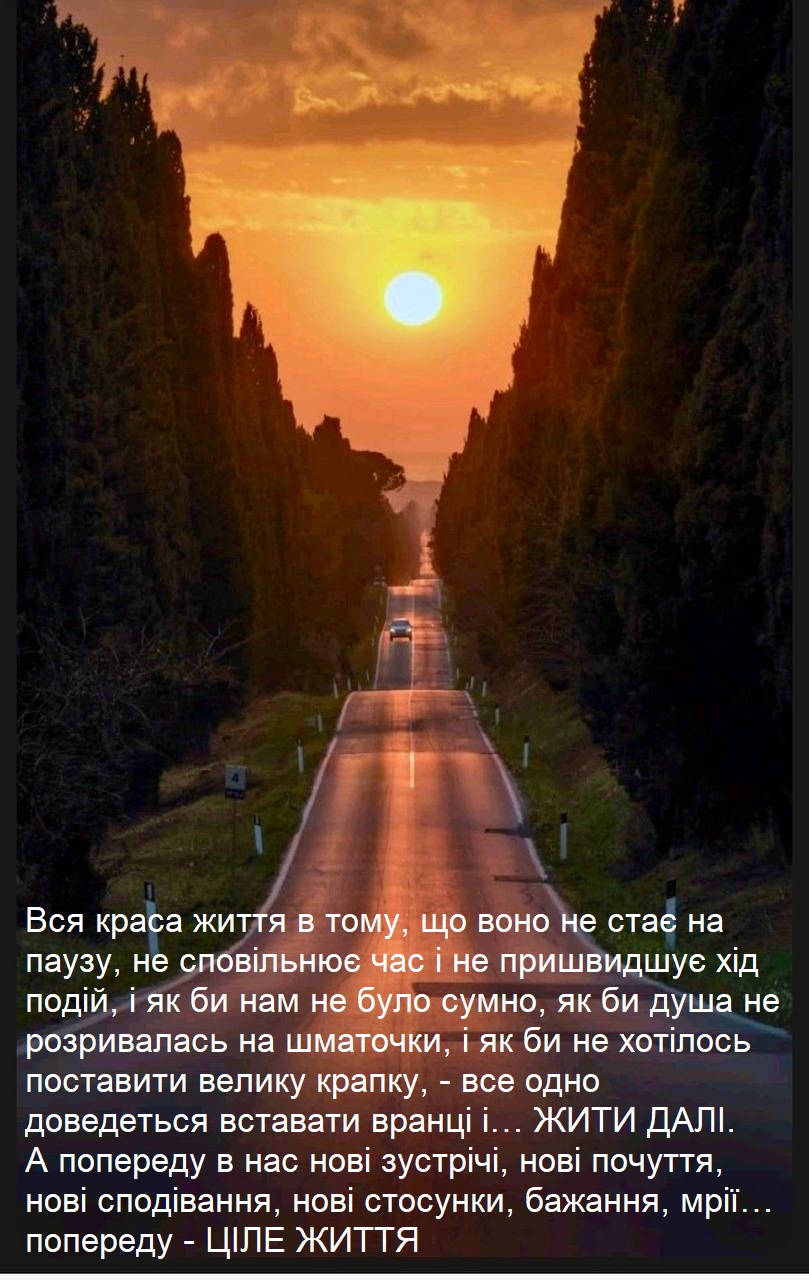 4
Вся краса життя в тому, що воно не стає на
паузу, не сповільнює час і не пришвидшує хід
подій, і як би нам не було сумно, як би душа не
розривалась на шматочки, і як би не хотілось
поставити велику крапку, - все одно
доведеться вставати вранці і... ЖИТИ ДАЛІ.
А попереду в нас нові зустрічі, нові почуття,
нові сподівання, нові стосунки, бажання, мрії...
попереду - ЦІЛЕ ЖИТТЯ